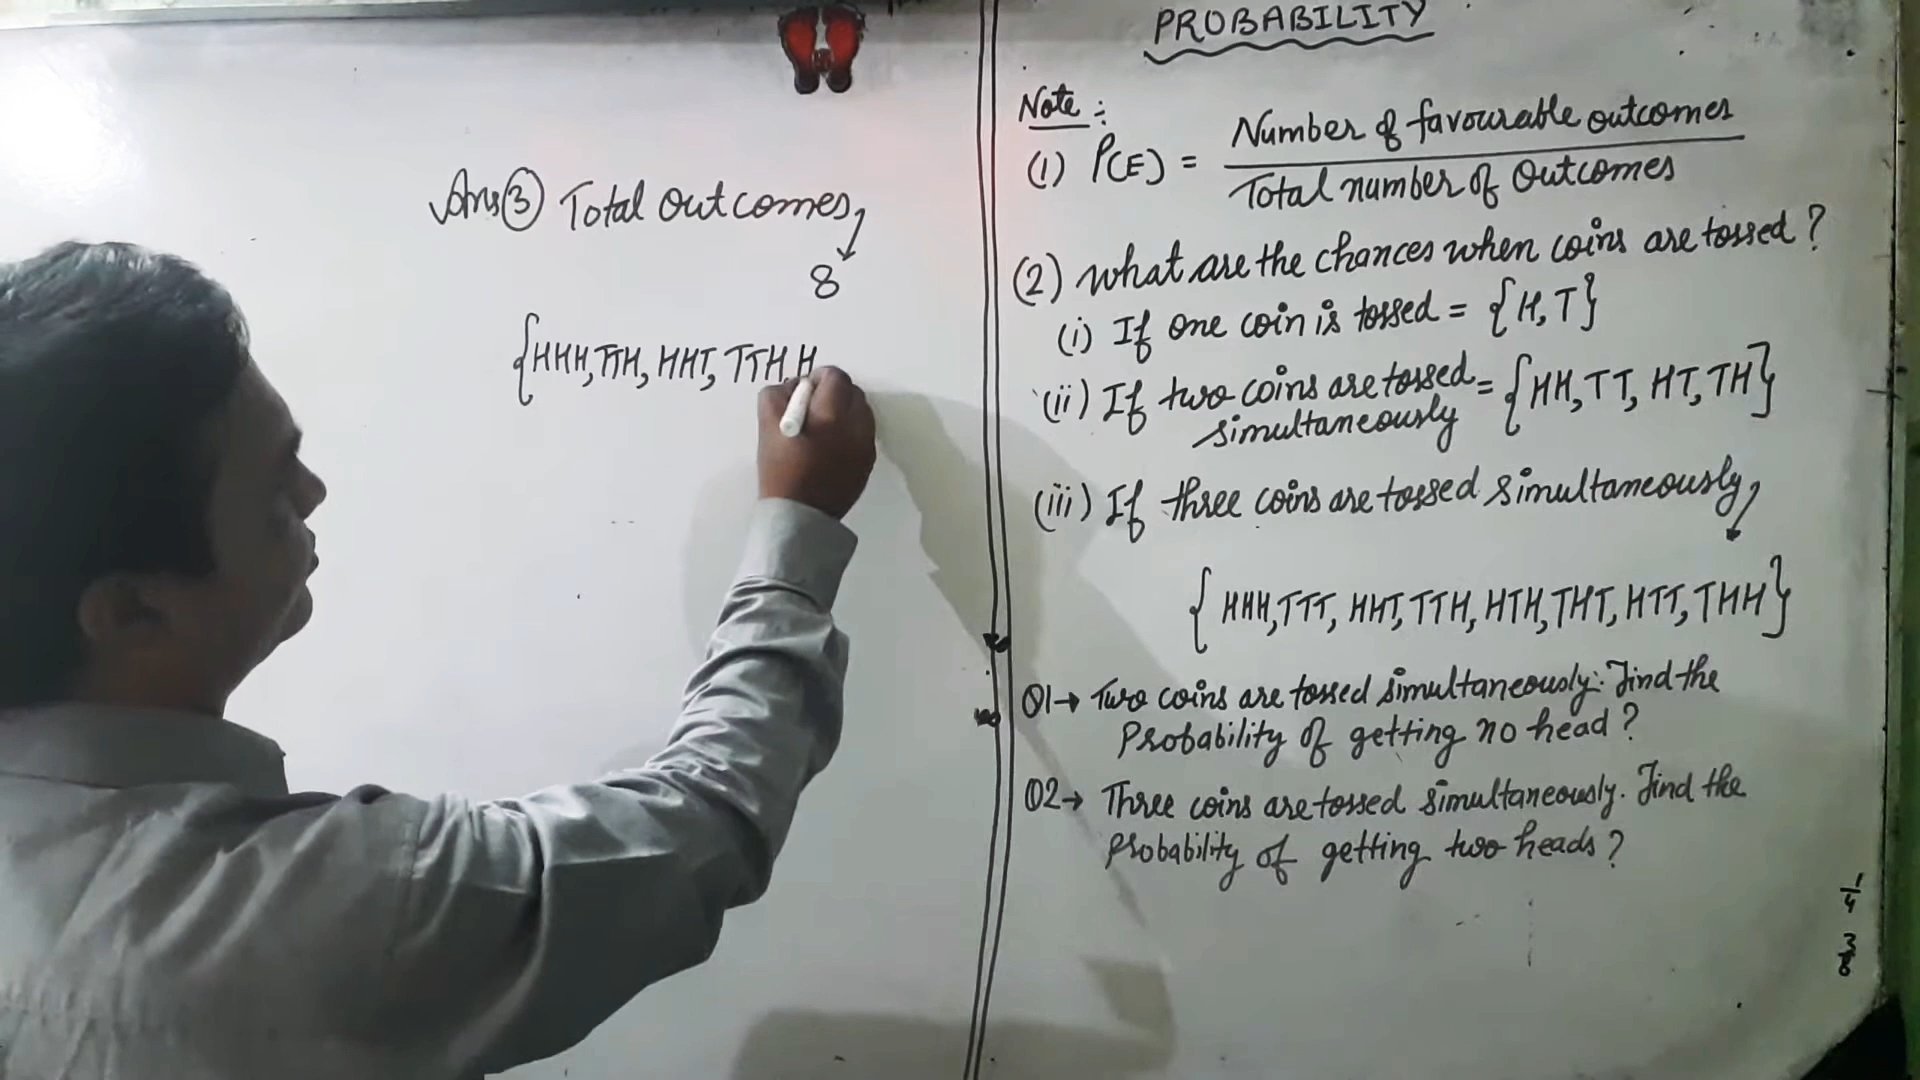 Ans ③ Total outcomes,
8
{HHH, TTH, HHT, TTH, H
PROBABILITY
Note:
(1) P(E) = Number of favourable outcomes
Total number of Outcomes
(2) What are the chances when coins are tossed?
(i) If one coin is tossed = {H, T}
(ii) If two coins are tossed = {HH, TT, HT, TH}
simultaneously
(iii) If three coins are tossed simultaneously,
{HHH, TTT, HHT, TTH, HTH, THT, HTT, THH}
Q1→ Two coins are tossed simultaneously. Find the
Probability of getting no head?
Q2→ Three coins are tossed simultaneously. Find the
Probability of getting two heads?
1/4
3/8